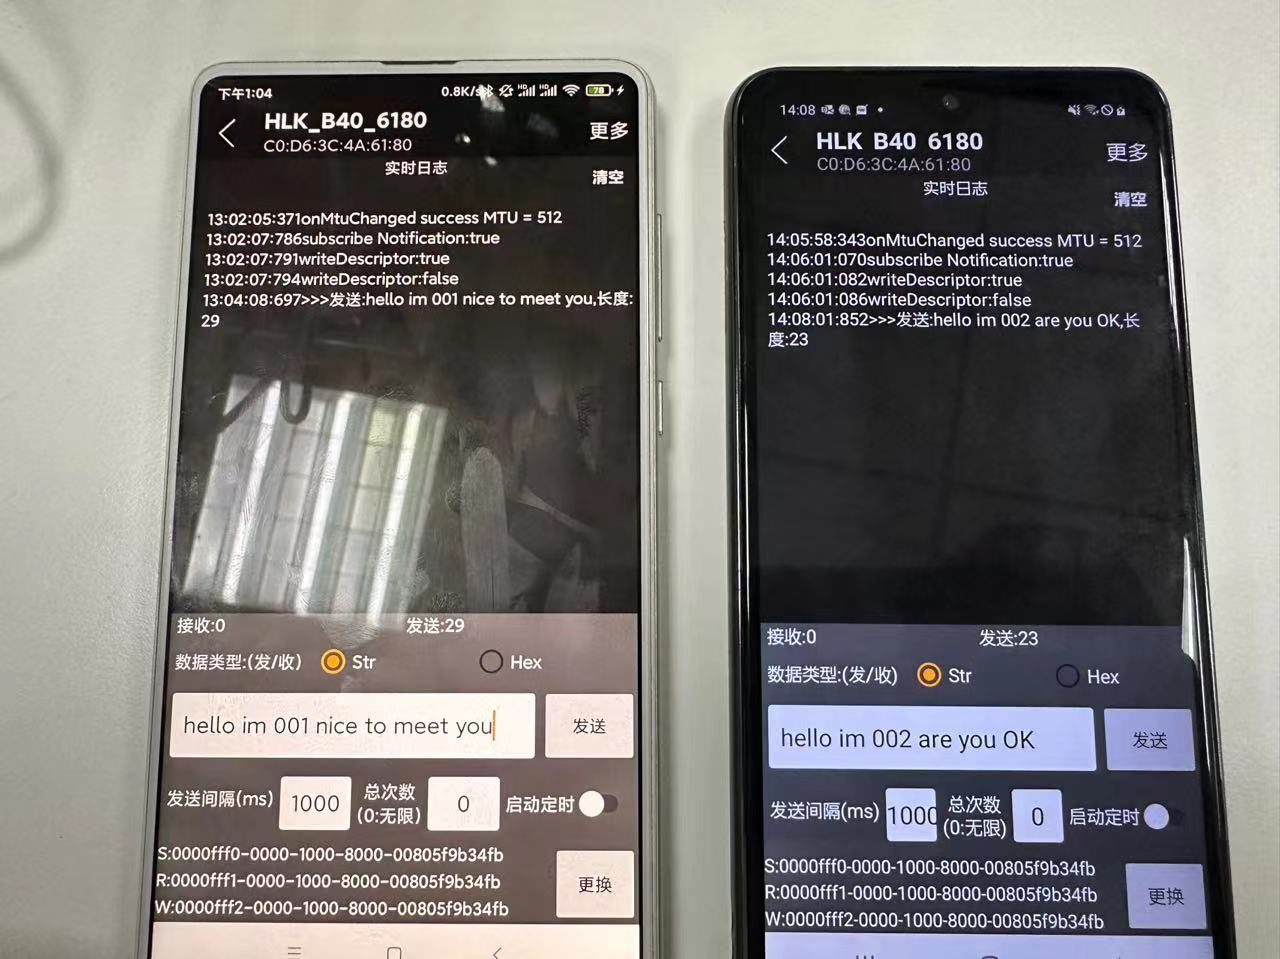 下午1:04
0.8K/s
78
HLK_B40_6180
C0:D6:3C:4A:61:80
更多
实时日志
清空
13:02:05:371onMtuChanged success MTU = 512
13:02:07:786subscribe Notification:true
13:02:07:791writeDescriptor:true
13:02:07:794writeDescriptor:false
13:04:08:697>>>发送:hello im 001 nice to meet you,长度:
29
接收:0
发送:29
数据类型:(发/收)
Str
Hex
hello im 001 nice to meet you
发送
发送间隔(ms)
1000
总次数
(0:无限)
0
启动定时
S:0000fff0-0000-1000-8000-00805f9b34fb
R:0000fff1-0000-1000-8000-00805f9b34fb
W:0000fff2-0000-1000-8000-00805f9b34fb
更换
14:08
HLK_B40_6180
C0:D6:3C:4A:61:80
更多
实时日志
清空
14:05:58:343onMtuChanged success MTU = 512
14:06:01:070subscribe Notification:true
14:06:01:082writeDescriptor:true
14:06:01:086writeDescriptor:false
14:08:01:852>>>发送:hello im 002 are you OK,长
度:23
接收:0
发送:23
数据类型:(发/收)
Str
Hex
hello im 002 are you OK
发送
发送间隔(ms)
1000
总次数
(0:无限)
0
启动定时
S:0000fff0-0000-1000-8000-00805f9b34fb
R:0000fff1-0000-1000-8000-00805f9b34fb
W:0000fff2-0000-1000-8000-00805f9b34fb
更换